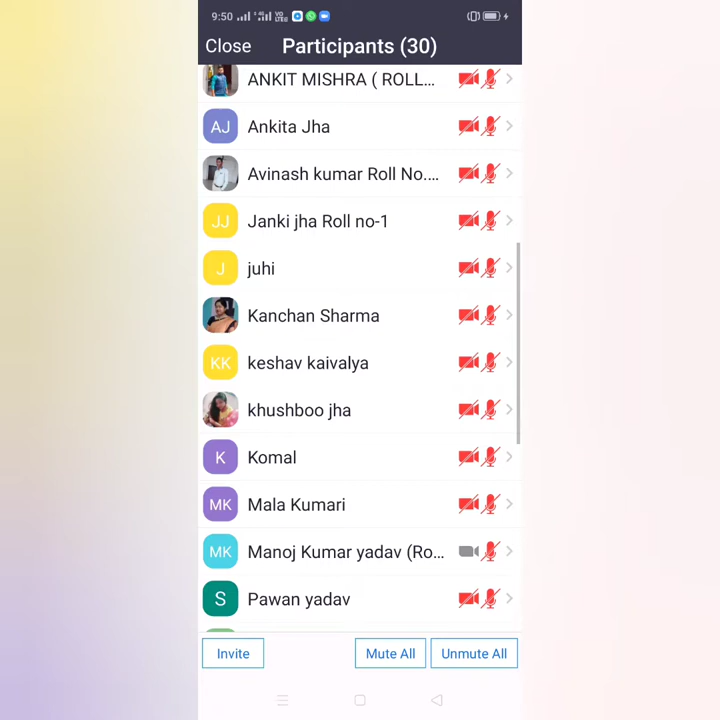 9:50
Close Participants (30)
ANKIT MISHRA ( ROLL...
AJ Ankita Jha
Avinash kumar Roll No....
JJ Janki jha Roll no-1
J juhi
Kanchan Sharma
KK keshav kaivalya
khushboo jha
K Komal
MK Mala Kumari
MK Manoj Kumar yadav (Ro...
S Pawan yadav
Invite Mute All Unmute All